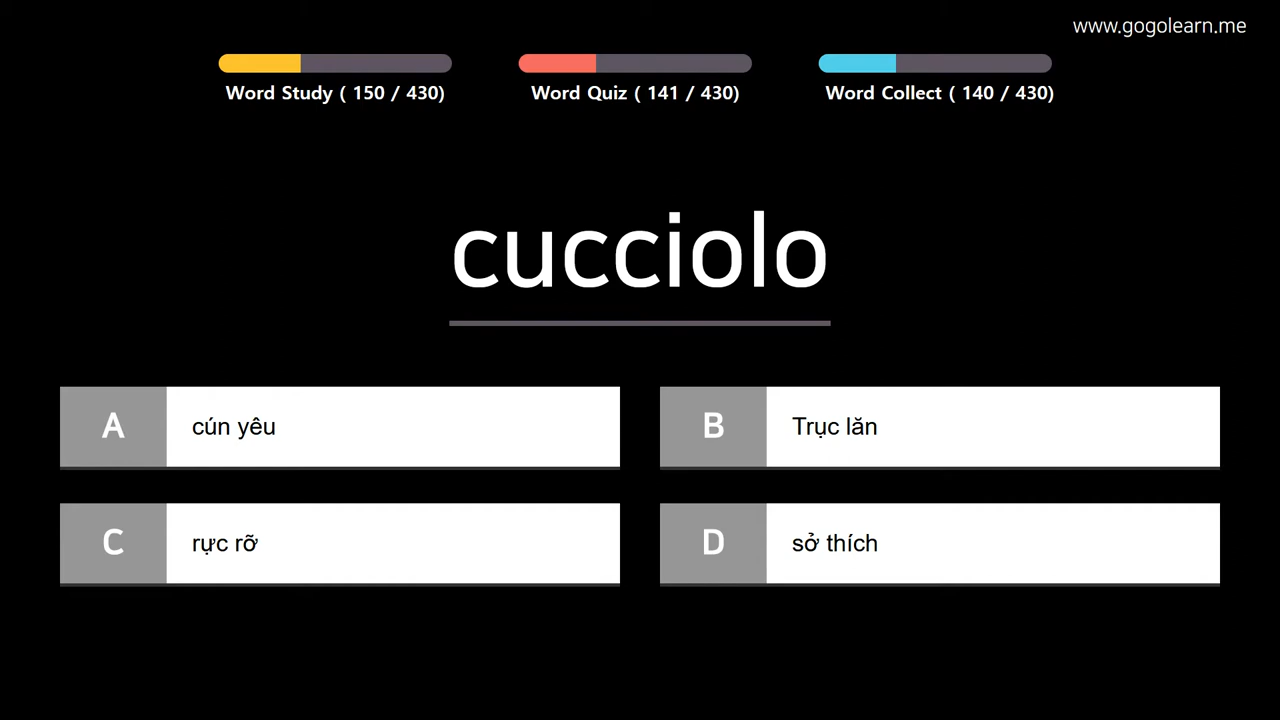 www.gogolearn.me
Word Study ( 150 / 430)
Word Quiz ( 141 / 430)
Word Collect ( 140 / 430)
cucciolo
A cún yêu
B Trục lăn
C rực rỡ
D sở thích